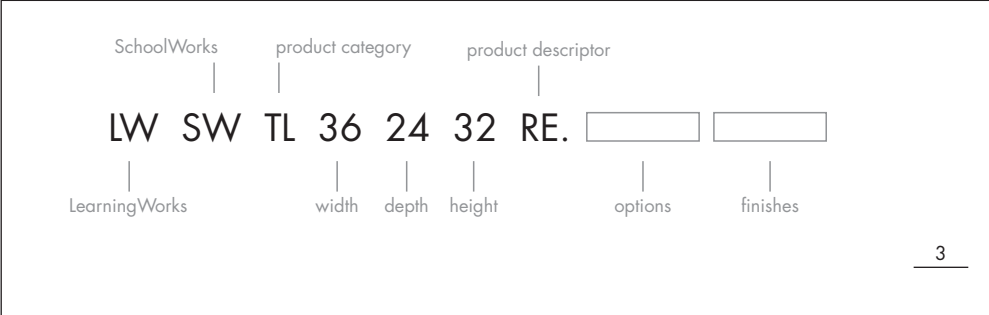 SchoolWorks product category product descriptor
LW SW TL 36 24 32 RE.
LearningWorks width depth height options finishes
3